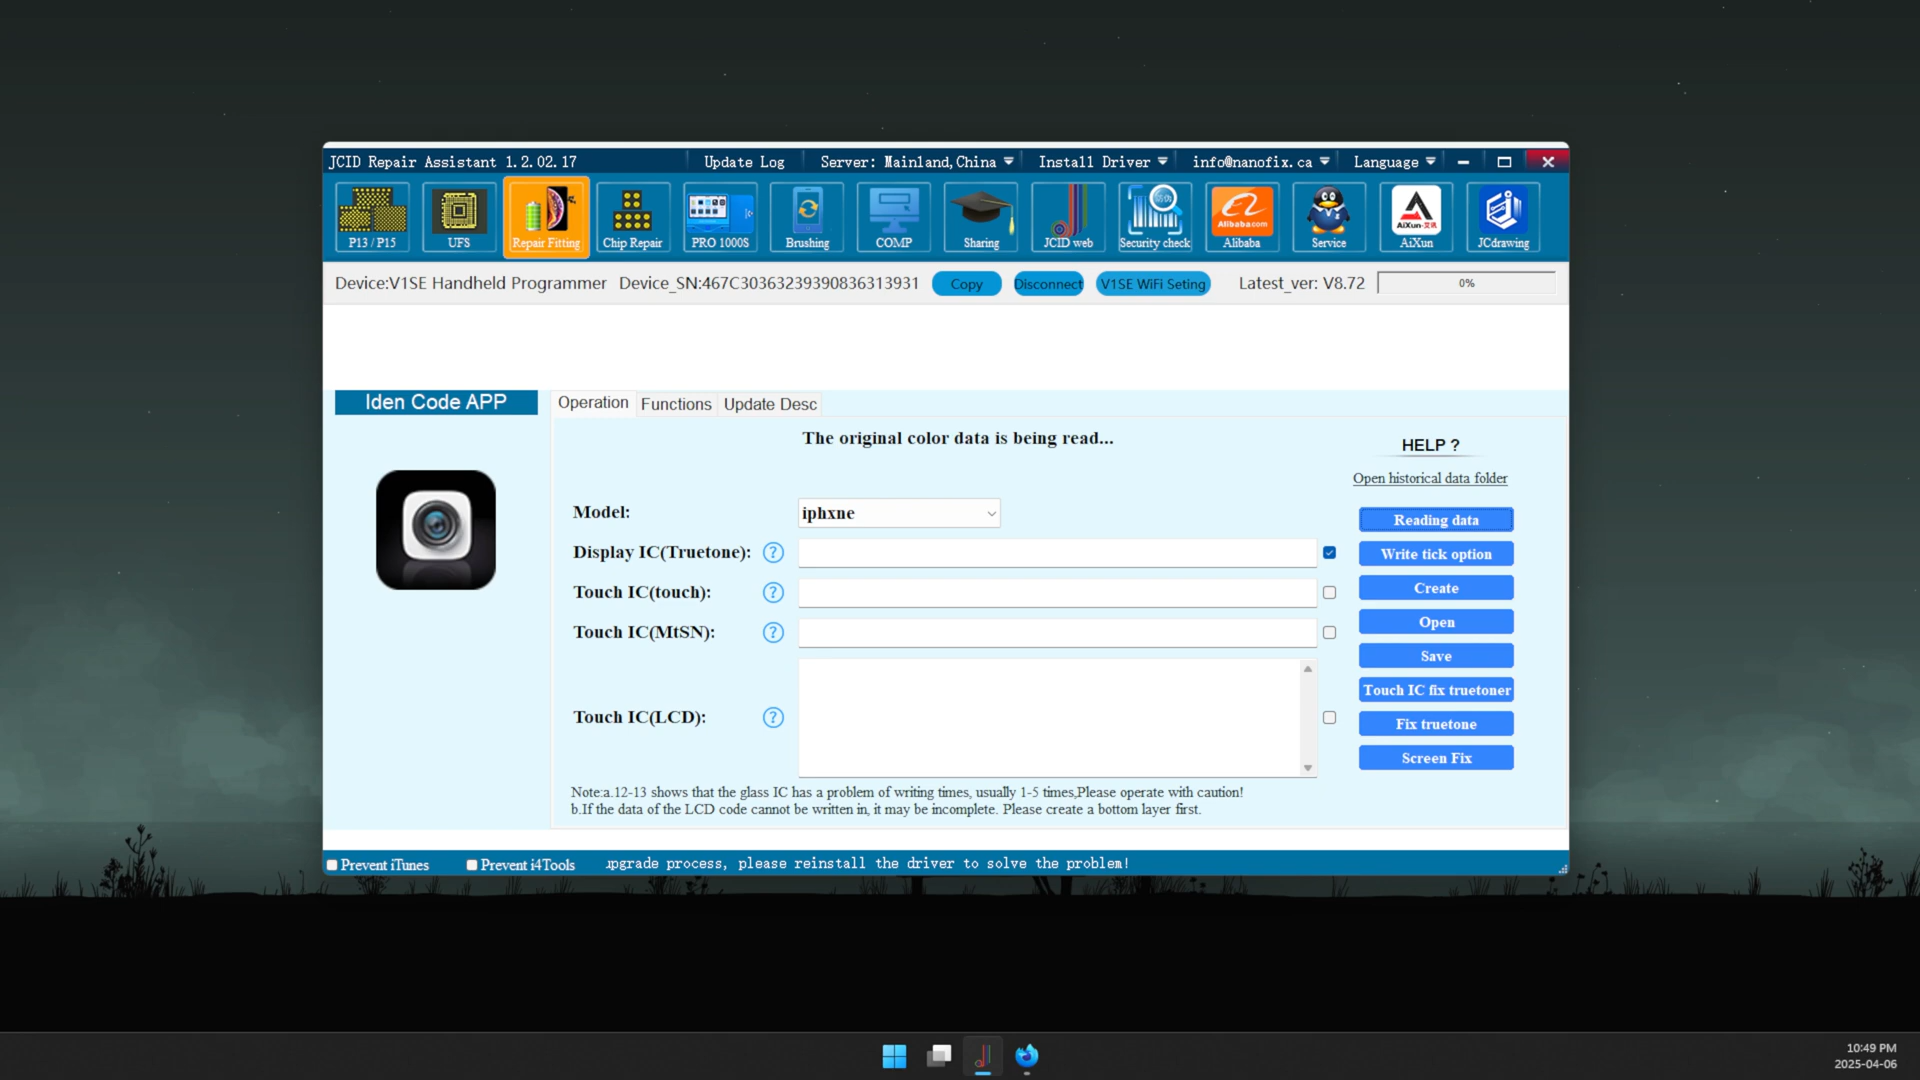 JCID Repair Assistant 1.2.02.17
Update Log
Server: Mainland,China
Install Driver
info@nanofix.ca
Language
P13 / P15
UFS
Repair Fitting
Chip Repair
PRO 1000S
Brushing
COMP
Sharing
JCID web
Security check
Alibaba.com
Alibaba
Service
AiXun
JCdrawing
Device:V1SE Handheld Programmer
Device_SN:467C30363239390836313931
Copy
Disconnect
V1SE WiFi Seting
Latest_ver: V8.72
0%
Iden Code APP
Operation
Functions
Update Desc
The original color data is being read...
HELP ?
Open historical data folder
Model:
iphxne
Reading data
Display IC(Truetone):
?
Write tick option
Touch IC(touch):
?
Create
Touch IC(MtSN):
?
Open
Save
Touch IC(LCD):
?
Touch IC fix truetoner
Fix truetone
Screen Fix
Note:a.12-13 shows that the glass IC has a problem of writing times, usually 1-5 times,Please operate with caution!
b.If the data of the LCD code cannot be written in, it may be incomplete. Please create a bottom layer first.
Prevent iTunes
Prevent i4Tools
upgrade process, please reinstall the driver to solve the problem!
10:49 PM
2025-04-06